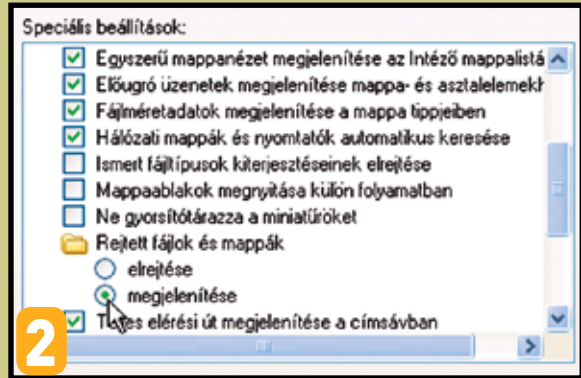 Speciális beállítások:
Egyszerű mappanézet megjelenítése az Intéző mappalistá
Előugró üzenetek megjelenítése mappa- és asztalelemekh
Fájlméretadatok megjelenítése a mappa tippjeiben
Hálózati mappák és nyomtatók automatikus keresése
Ismert fájltípusok kiterjesztéseinek elrejtése
Mappaablakok megnyitása külön folyamatban
Ne gyorsítótárazza a miniatűröket
Rejtett fájlok és mappák
elrejtése
megjelenítése
elérési út megjelenítése a címsávban
2